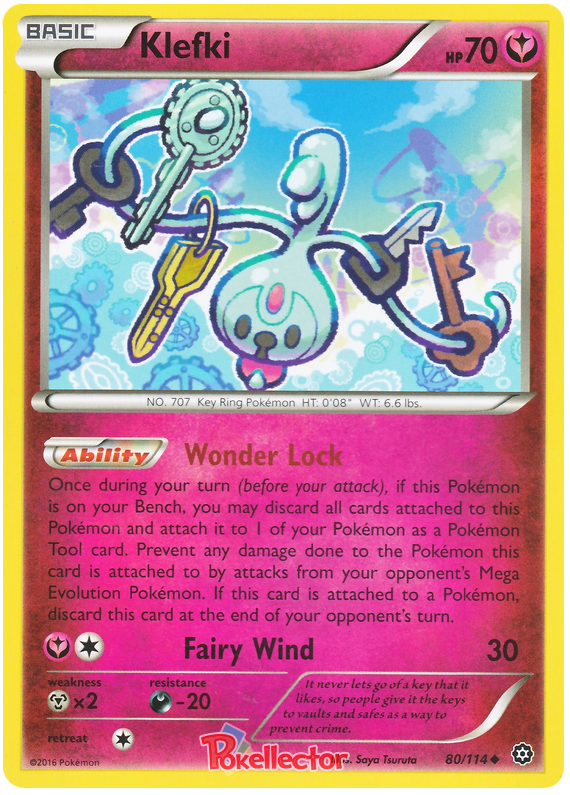 BASIC
Klefki
HP70
NO. 707 Key Ring Pokémon HT: 0'08" WT: 6.6 lbs.
Ability Wonder Lock
Once during your turn (before your attack), if this Pokémon
is on your Bench, you may discard all cards attached to
this Pokémon and attach it to 1 of your Pokémon as a Pokémon
Tool card. Prevent any damage done to the Pokémon this
card is attached to by attacks from your opponent's Mega
Evolution Pokémon. If this card is attached to a Pokémon,
discard this card at the end of your opponent's turn.
Fairy Wind 30
weakness resistance
×2 -20
retreat
It never lets go of a key that it
likes, so people give it the keys
to vaults and safes as a way to
prevent crime.
©2016 Pokémon
Pokellector
Saya Tsuruta
80/114